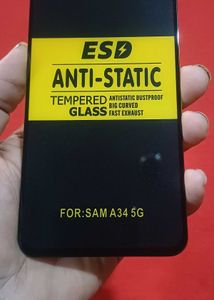 ESD
ANTI-STATIC
TEMPERED GLASS
ANTISTATIC DUSTPROOF
BIG CURVED
FAST EXHAUST
FOR:SAM A34 5G